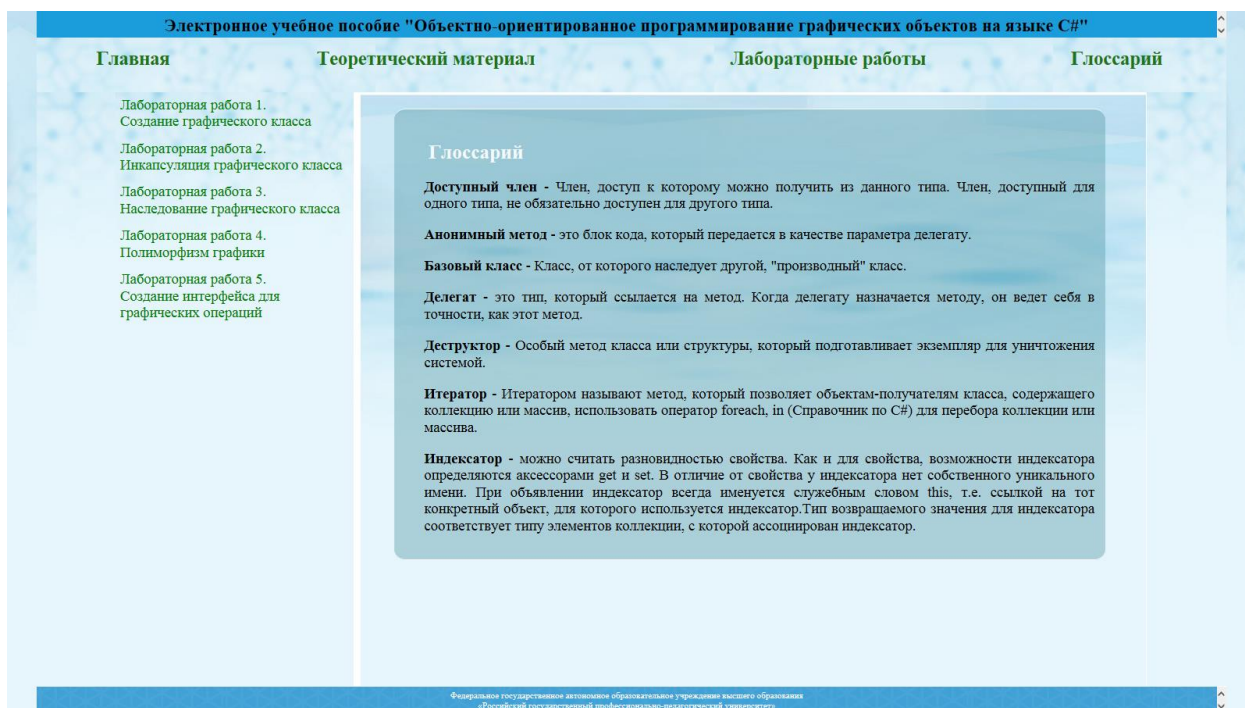 Электронное учебное пособие "Объектно-ориентированное программирование графических объектов на языке C#"
Главная Теоретический материал Лабораторные работы Глоссарий
Лабораторная работа 1.
Создание графического класса
Лабораторная работа 2.
Инкапсуляция графического класса
Лабораторная работа 3.
Наследование графического класса
Лабораторная работа 4.
Полиморфизм графики
Лабораторная работа 5.
Создание интерфейса для
графических операций
Глоссарий
Доступный член - Член, доступ к которому можно получить из данного типа. Член, доступный для
одного типа, не обязательно доступен для другого типа.
Анонимный метод - это блок кода, который передается в качестве параметра делегату.
Базовый класс - Класс, от которого наследует другой, "производный" класс.
Делегат - это тип, который ссылается на метод. Когда делегату назначается методу, он ведет себя в
точности, как этот метод.
Деструктор - Особый метод класса или структуры, который подготавливает экземпляр для уничтожения
системой.
Итератор - Итератором называют метод, который позволяет объектам-получателям класса, содержащего
коллекцию или массив, использовать оператор foreach, in (Справочник по C#) для перебора коллекции или
массива.
Индексатор - можно считать разновидностью свойства. Как и для свойства, возможности индексатора
определяются аксессорами get и set. В отличие от свойства у индексатора нет собственного уникального
имени. При объявлении индексатор всегда именуется служебным словом this, т.е. ссылкой на тот
конкретный объект, для которого используется индексатор.Тип возвращаемого значения для индексатора
соответствует типу элементов коллекции, с которой ассоциирован индексатор.
Федеральное государственное автономное образовательное учреждение высшего образования
«Российский государственный профессионально-педагогический университет»